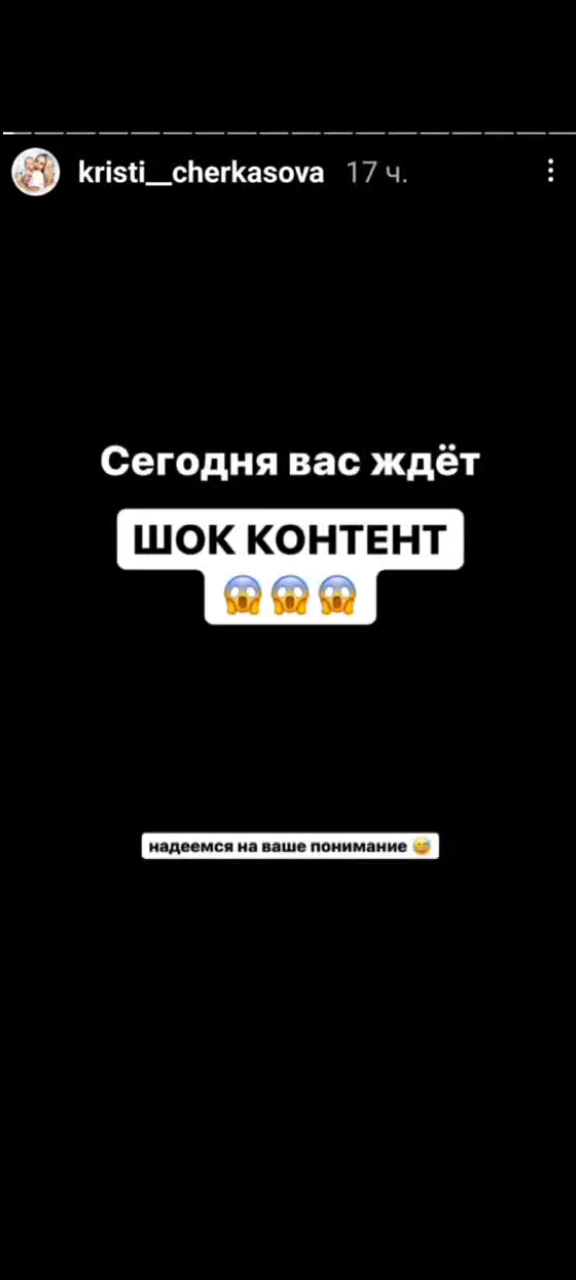 kristi__cherkasova 17 ч.
Сегодня вас ждёт
ШОК КОНТЕНТ
😱😱😱
надеемся на ваше понимание 😅